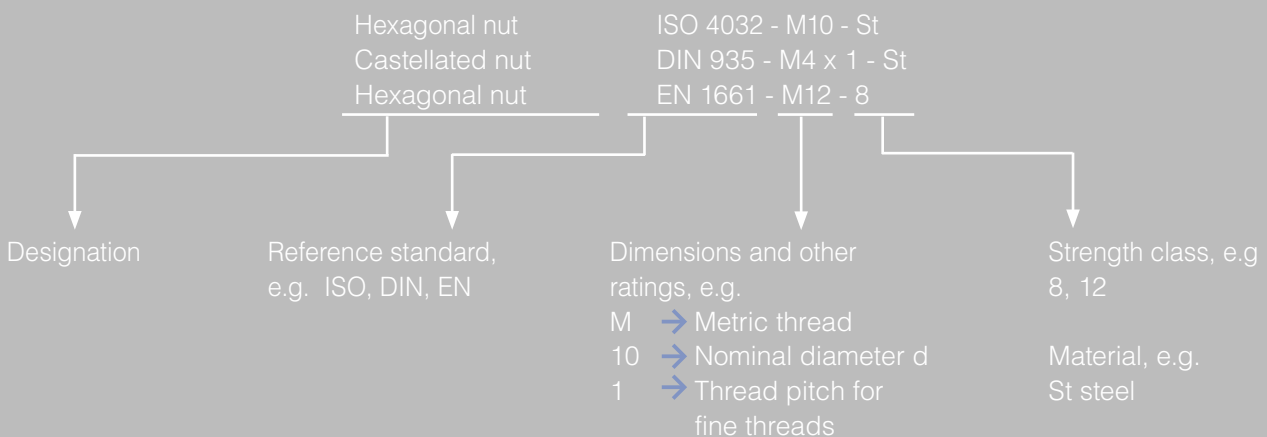 Hexagonal nut ISO 4032 - M10 - St
Castellated nut DIN 935 - M4 x 1 - St
Hexagonal nut EN 1661 - M12 - 8
Designation
Reference standard,
e.g. ISO, DIN, EN
Dimensions and other
ratings, e.g.
M → Metric thread
10 → Nominal diameter d
1 → Thread pitch for
fine threads
Strength class, e.g
8, 12
Material, e.g.
St steel